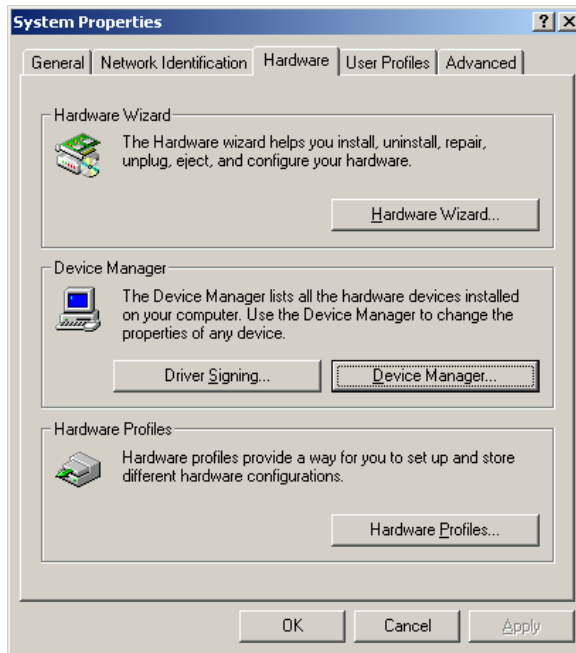 System Properties
General Network Identification Hardware User Profiles Advanced
Hardware Wizard
The Hardware wizard helps you install, uninstall, repair,
unplug, eject, and configure your hardware.
Hardware Wizard...
Device Manager
The Device Manager lists all the hardware devices installed
on your computer. Use the Device Manager to change the
properties of any device.
Driver Signing... Device Manager...
Hardware Profiles
Hardware profiles provide a way for you to set up and store
different hardware configurations.
Hardware Profiles...
OK Cancel Apply